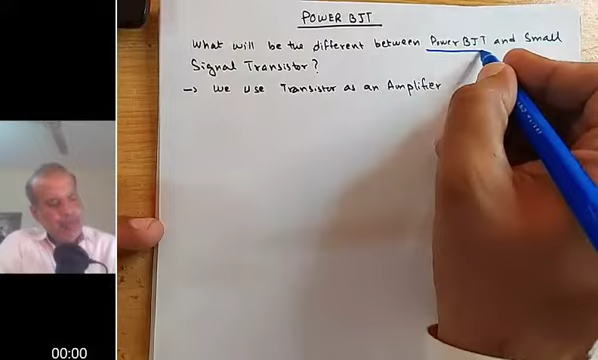 POWER BJT
What will be the different between Power BJT and Small
Signal Transistor?
→ We use Transistor as an Amplifier
00:00